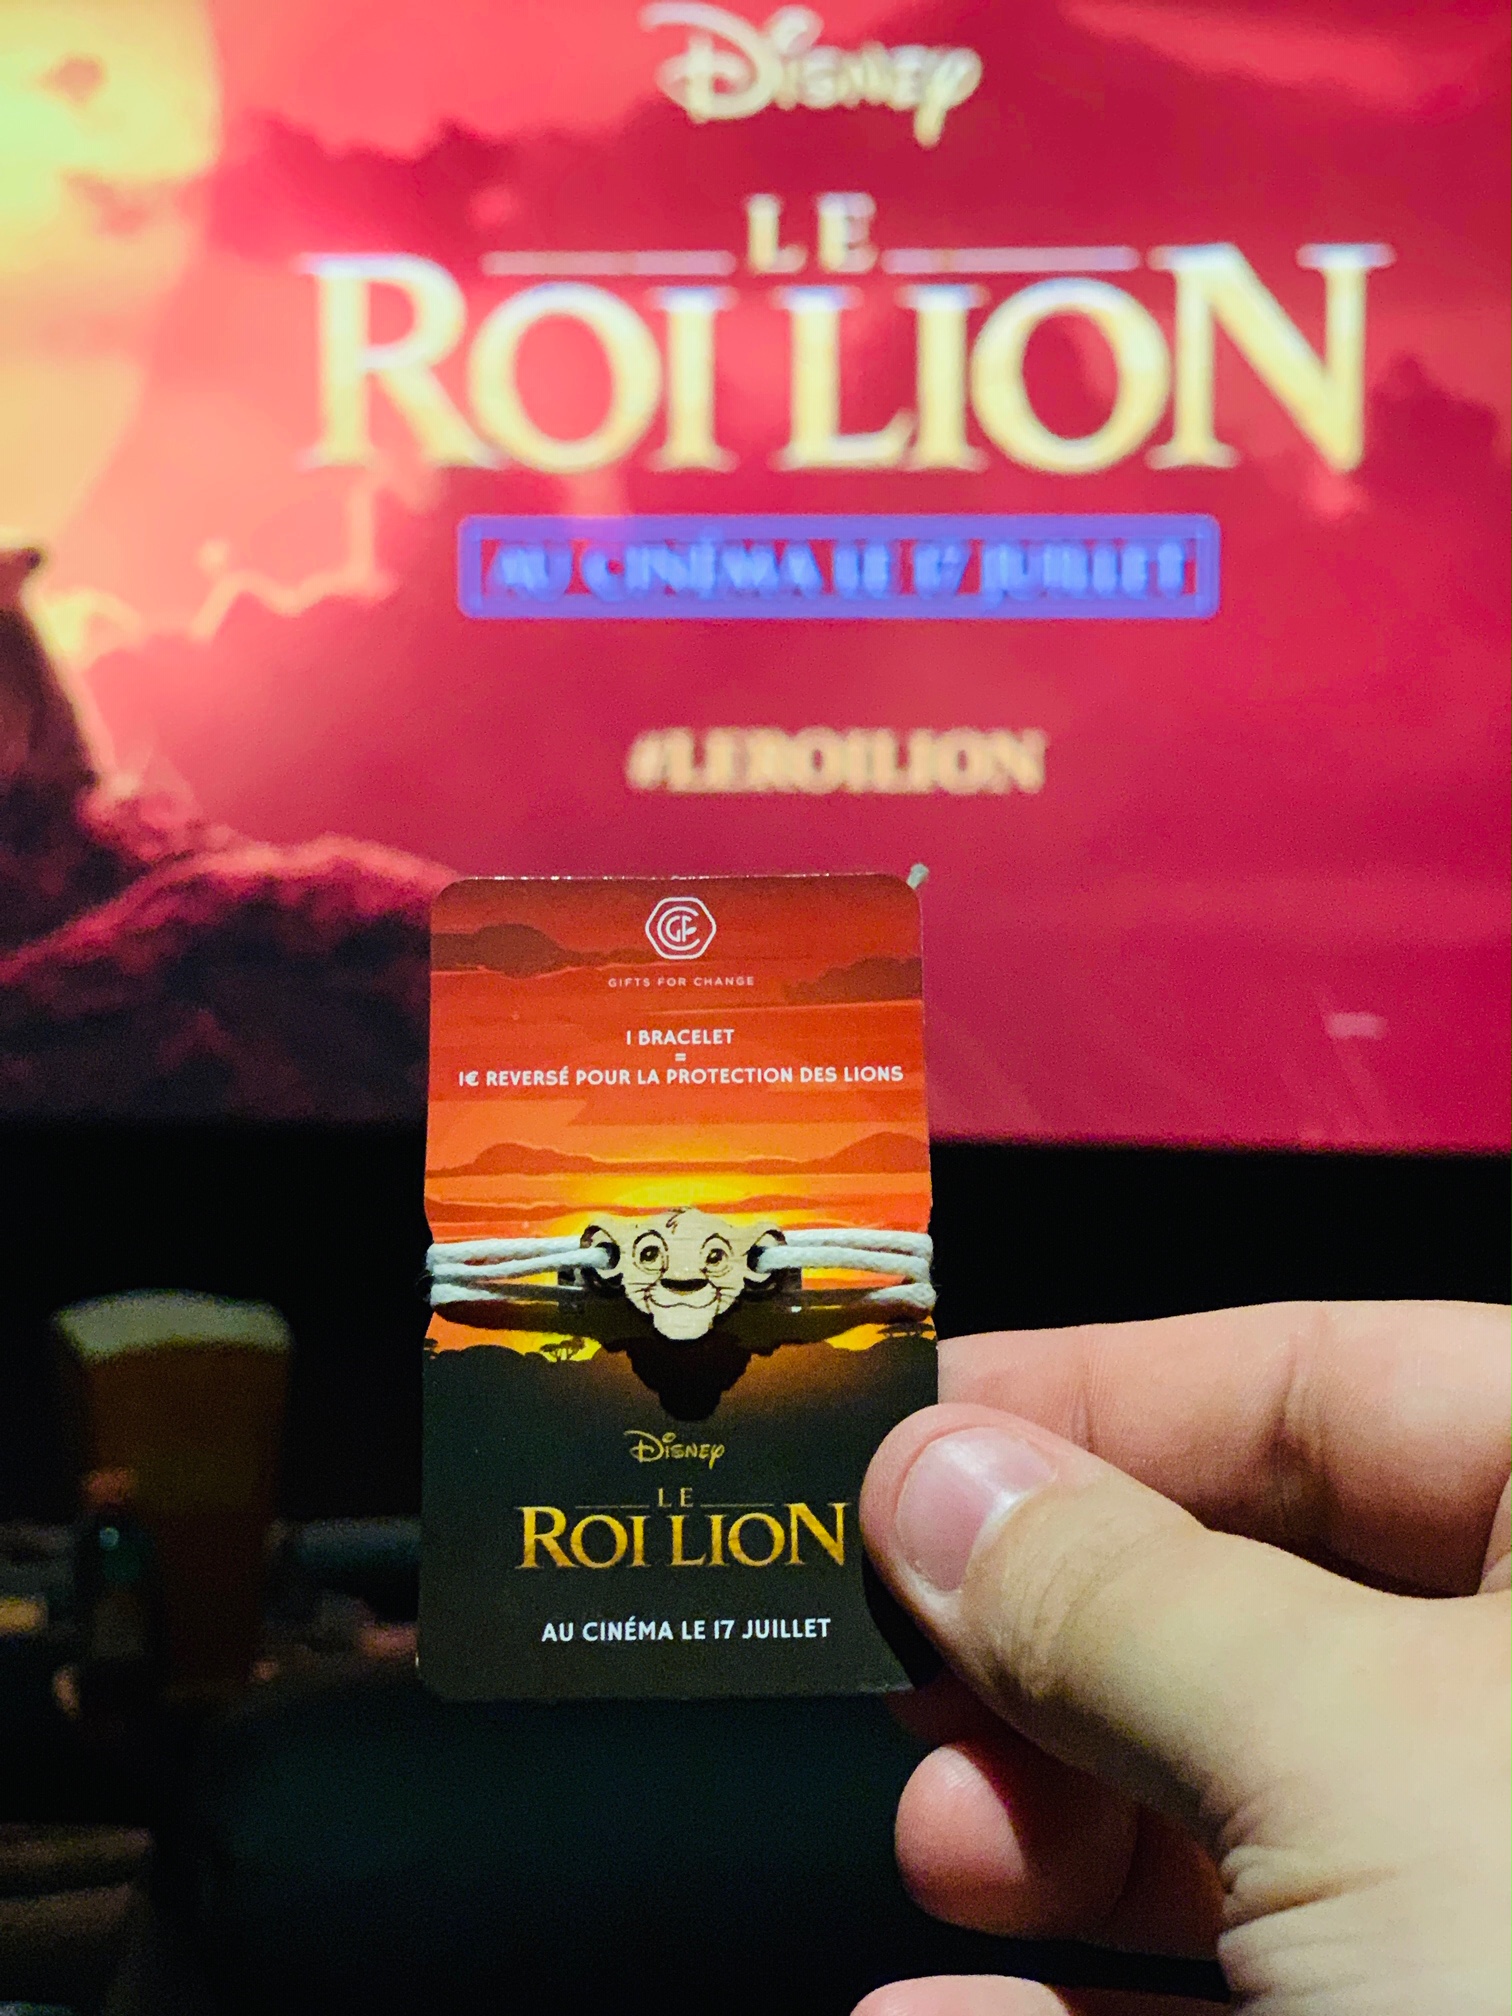 Disney
LE
ROI LION
AU CINÉMA LE 17 JUILLET
#LEROILION
CGF
GIFTS FOR CHANGE
1 BRACELET
=
1€ REVERSÉ POUR LA PROTECTION DES LIONS
Disney
LE
ROI LION
AU CINÉMA LE 17 JUILLET